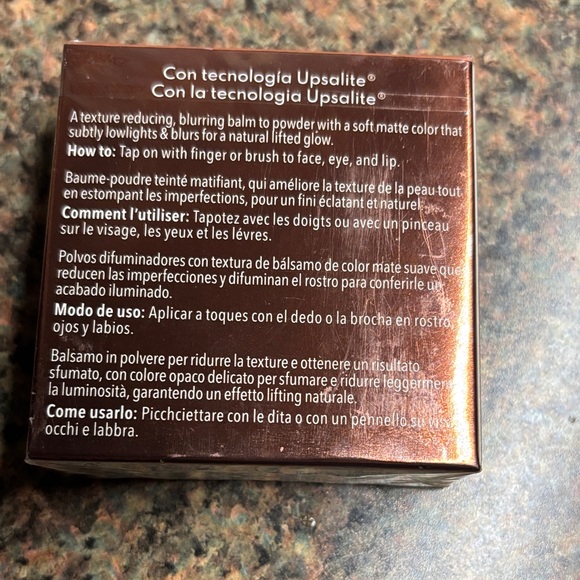 Con tecnología Upsalite®
Con la tecnologia Upsalite®
A texture reducing, blurring balm to powder with a soft matte color that
subtly lowlights & blurs for a natural lifted glow.
How to: Tap on with finger or brush to face, eye, and lip.
Baume-poudre teinté matifiant, qui améliore la texture de la peau tout
en estompant les imperfections, pour un fini éclatant et naturel.
Comment l'utiliser: Tapotez avec les doigts ou avec un pinceau
sur le visage, les yeux et les lévres.
Polvos difuminadores con textura de bálsamo de color mate suave que
reducen las imperfecciones y difuminan el rostro para conferirle un
acabado iluminado.
Modo de uso: Aplicar a toques con el dedo o la brocha en rostro,
ojos y labios.
Balsamo in polvere per ridurre la texture e ottenere un risultato
sfumato, con colore opaco delicato per sfumare e ridurre
la luminosità, garantendo un effetto lifting naturale.
Come usarlo: Picchciettare con le dita o con un pennello su
occhi e labbra.